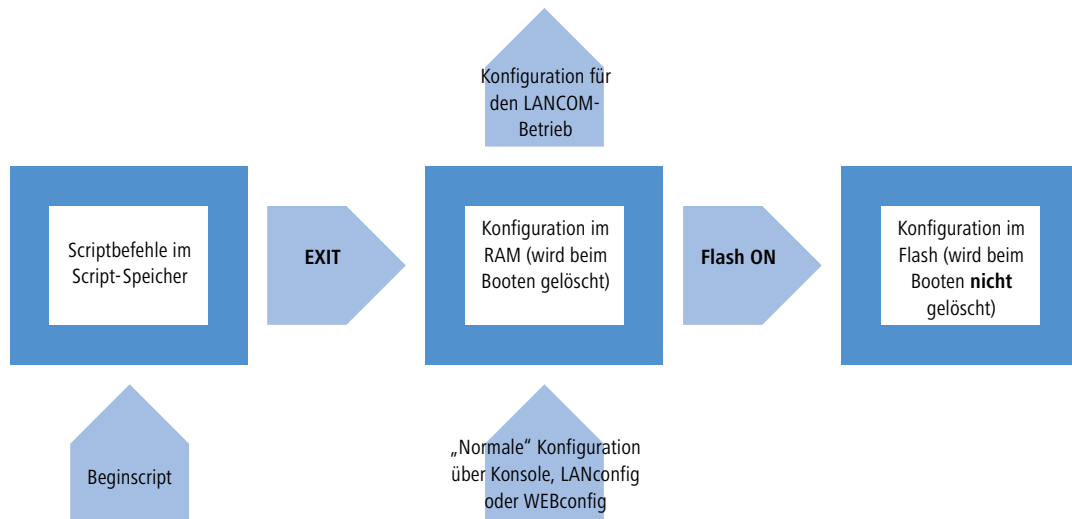 Konfiguration für
den LANCOM-
Betrieb
Scriptbefehle im
Script-Speicher
EXIT
Konfiguration im
RAM (wird beim
Booten gelöscht)
Flash ON
Konfiguration im
Flash (wird beim
Booten nicht
gelöscht)
Beginscript
„Normale“ Konfiguration
über Konsole, LANconfig
oder WEBconfig